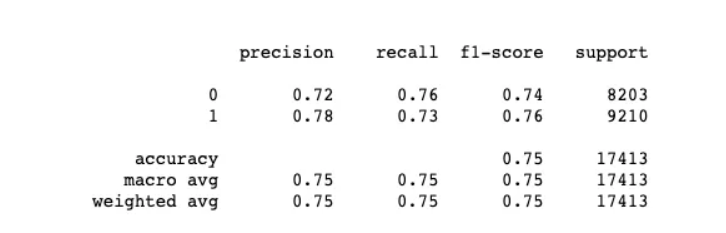 precision recall f1-score support
0 0.72 0.76 0.74 8203
1 0.78 0.73 0.76 9210
accuracy 0.75 17413
macro avg 0.75 0.75 0.75 17413
weighted avg 0.75 0.75 0.75 17413